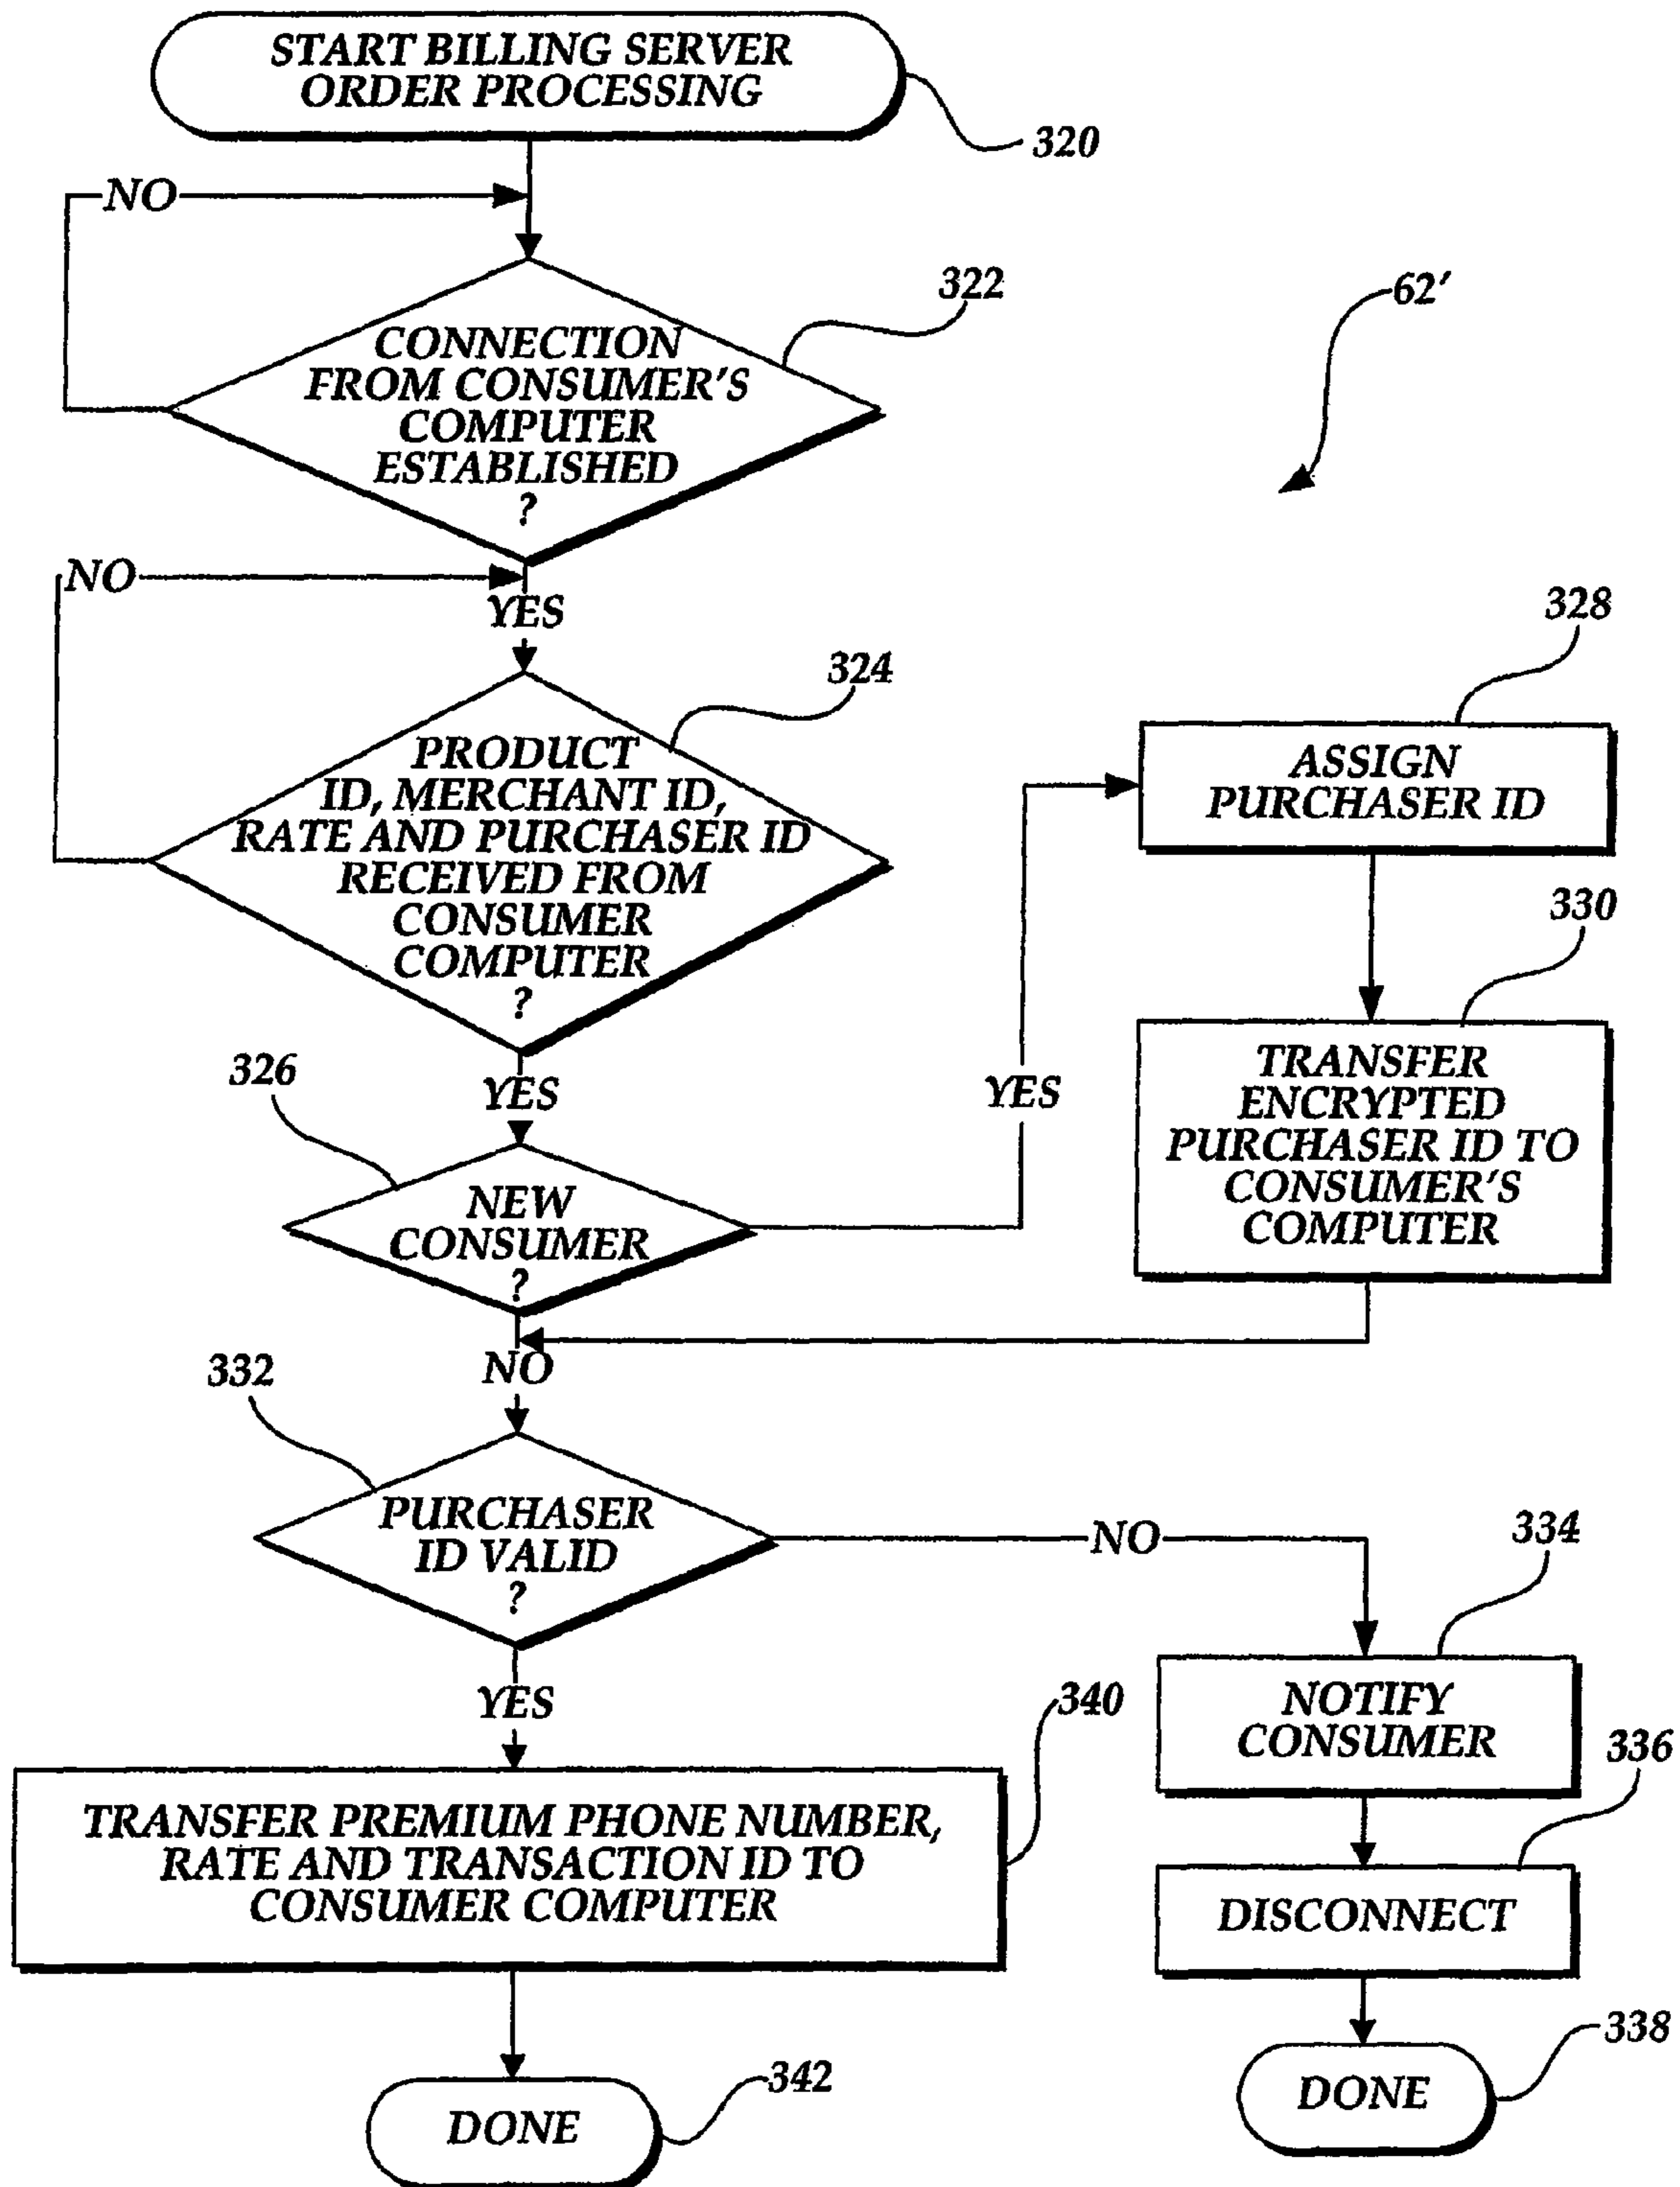 START BILLING SERVER
ORDER PROCESSING
320
NO
322
CONNECTION
FROM CONSUMER'S
COMPUTER
ESTABLISHED
?
62'
NO
YES
324
PRODUCT
ID, MERCHANT ID,
RATE AND PURCHASER ID
RECEIVED FROM
CONSUMER
COMPUTER
?
328
ASSIGN
PURCHASER ID
330
TRANSFER
ENCRYPTED
PURCHASER ID TO
CONSUMER'S
COMPUTER
YES
326
YES
NEW
CONSUMER
?
NO
332
PURCHASER
ID VALID
?
NO
334
NOTIFY
CONSUMER
336
DISCONNECT
338
DONE
YES
340
TRANSFER PREMIUM PHONE NUMBER,
RATE AND TRANSACTION ID TO
CONSUMER COMPUTER
342
DONE